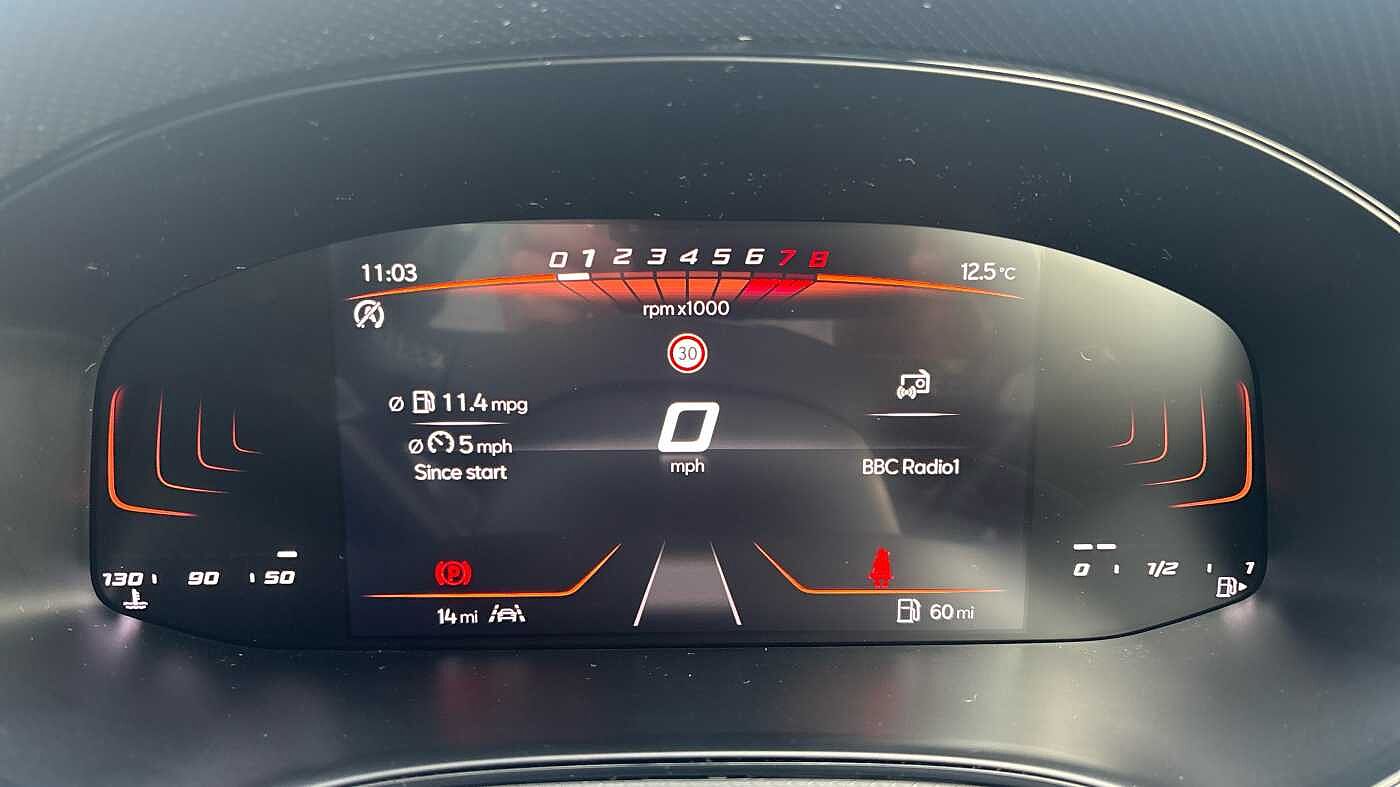 0 1 2 3 4 5 6 7 8
11:03
12.5 °C
rpm x1000
30
Ø 11.4 mpg
Ø 5 mph
Since start
0
mph
BBC Radio1
130 90 50
0 1/2 1
P
14 mi
60 mi